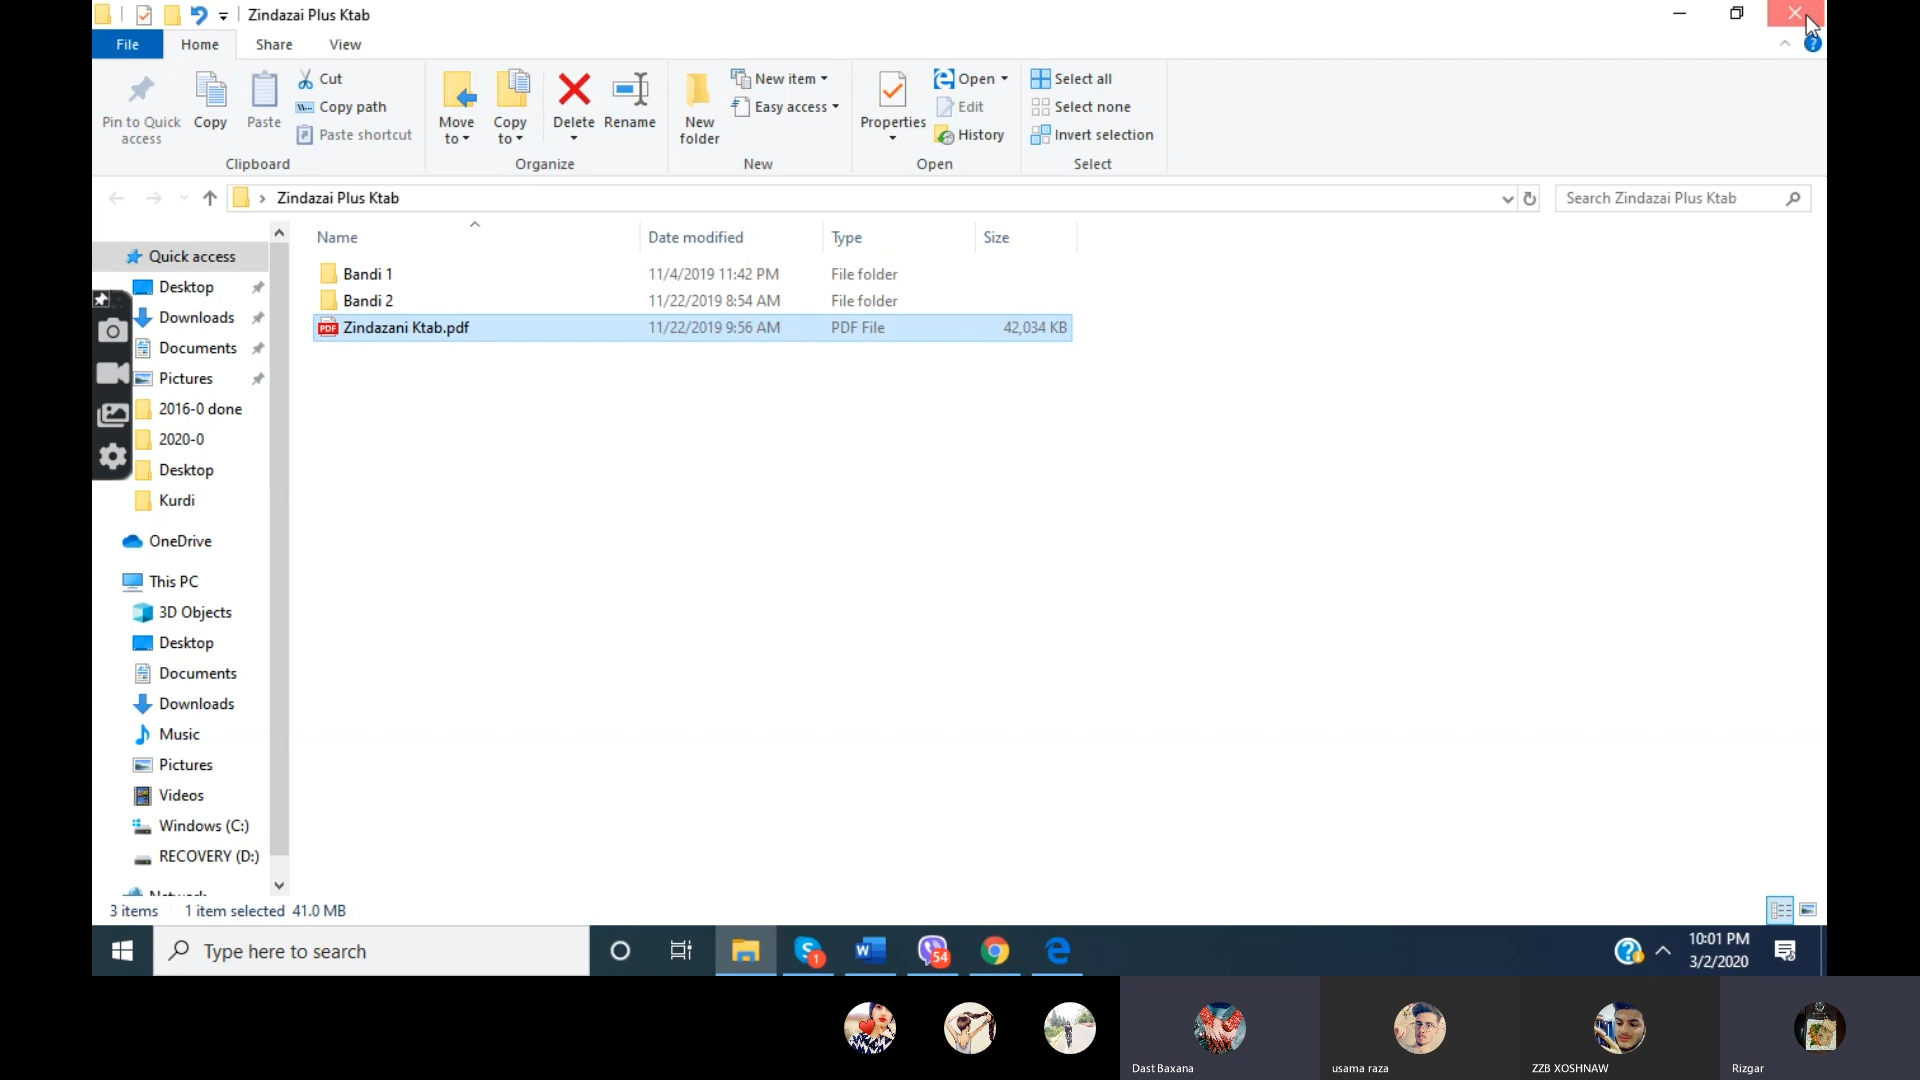 Zindazai Plus Ktab
File Home Share View
Pin to Quick access
Copy
Paste
Cut
Copy path
Paste shortcut
Clipboard
Move to
Copy to
Delete
Rename
Organize
New folder
New item
Easy access
New
Properties
Open
Edit
History
Open
Select all
Select none
Invert selection
Select
Zindazai Plus Ktab
Search Zindazai Plus Ktab
Name Date modified Type Size
Bandi 1 11/4/2019 11:42 PM File folder
Bandi 2 11/22/2019 8:54 AM File folder
PDF Zindazani Ktab.pdf 11/22/2019 9:56 AM PDF File 42,034 KB
Quick access
Desktop
Downloads
Documents
Pictures
2016-0 done
2020-0
Desktop
Kurdi
OneDrive
This PC
3D Objects
Desktop
Documents
Downloads
Music
Pictures
Videos
Windows (C:)
RECOVERY (D:)
Network
3 items 1 item selected 41.0 MB
Type here to search
1
54
10:01 PM
3/2/2020
Dast Baxana
usama raza
ZZB XOSHNAW
Rizgar